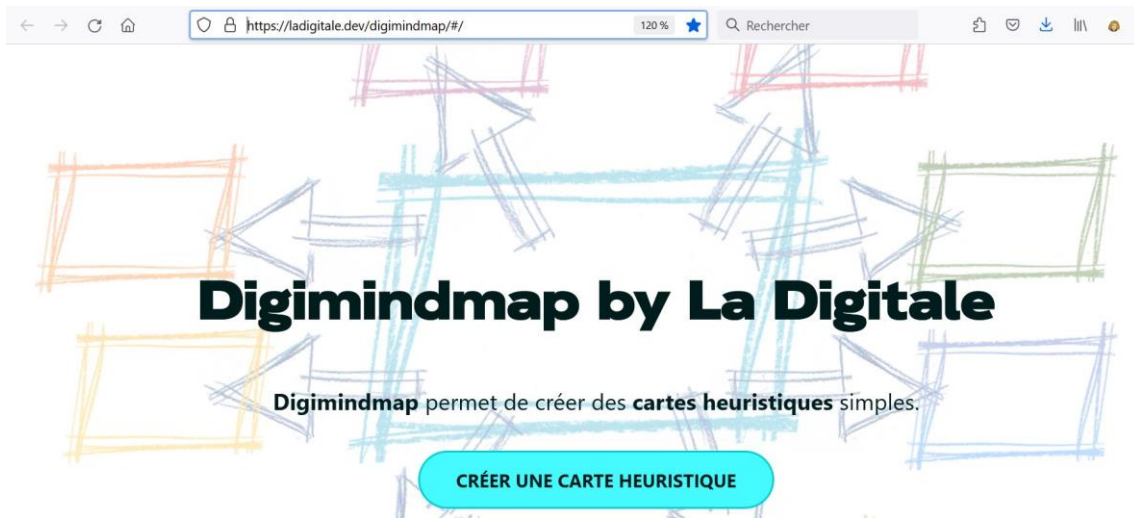 https://ladigitale.dev/digimindmap/#/
120 %
Rechercher
Digimindmap by La Digitale
Digimindmap permet de créer des cartes heuristiques simples.
CRÉER UNE CARTE HEURISTIQUE